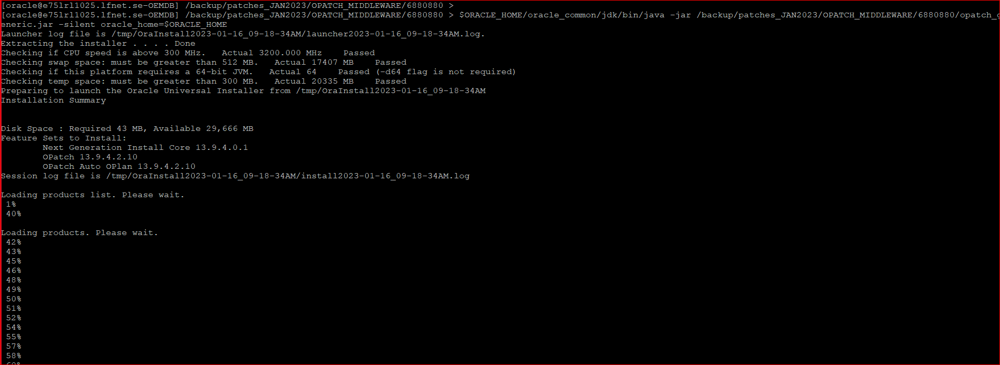 [oracle@e75lrl1025.lfnet.se-OEMDB] /backup/patches_JAN2023/OPATCH_MIDDLEWARE/6880880 >
[oracle@e75lrl1025.lfnet.se-OEMDB] /backup/patches_JAN2023/OPATCH_MIDDLEWARE/6880880 > $ORACLE_HOME/oracle_common/jdk/bin/java -jar /backup/patches_JAN2023/OPATCH_MIDDLEWARE/6880880/opatch_g
eneric.jar -silent oracle_home=$ORACLE_HOME
Launcher log file is /tmp/OraInstall2023-01-16_09-18-34AM/launcher2023-01-16_09-18-34AM.log.
Extracting the installer . . . . Done
Checking if CPU speed is above 300 MHz.   Actual 3200.000 MHz    Passed
Checking swap space: must be greater than 512 MB.   Actual 17407 MB    Passed
Checking if this platform requires a 64-bit JVM.   Actual 64    Passed (-d64 flag is not required)
Checking temp space: must be greater than 300 MB.   Actual 20335 MB    Passed
Preparing to launch the Oracle Universal Installer from /tmp/OraInstall2023-01-16_09-18-34AM
Installation Summary
Disk Space : Required 43 MB, Available 29,666 MB
Feature Sets to Install:
        Next Generation Install Core 13.9.4.0.1
        OPatch 13.9.4.2.10
        OPatch Auto OPlan 13.9.4.2.10
Session log file is /tmp/OraInstall2023-01-16_09-18-34AM/install2023-01-16_09-18-34AM.log
Loading products list. Please wait.
 1%
 40%
Loading products. Please wait.
 42%
 43%
 45%
 46%
 48%
 49%
 50%
 51%
 52%
 54%
 55%
 57%
 58%